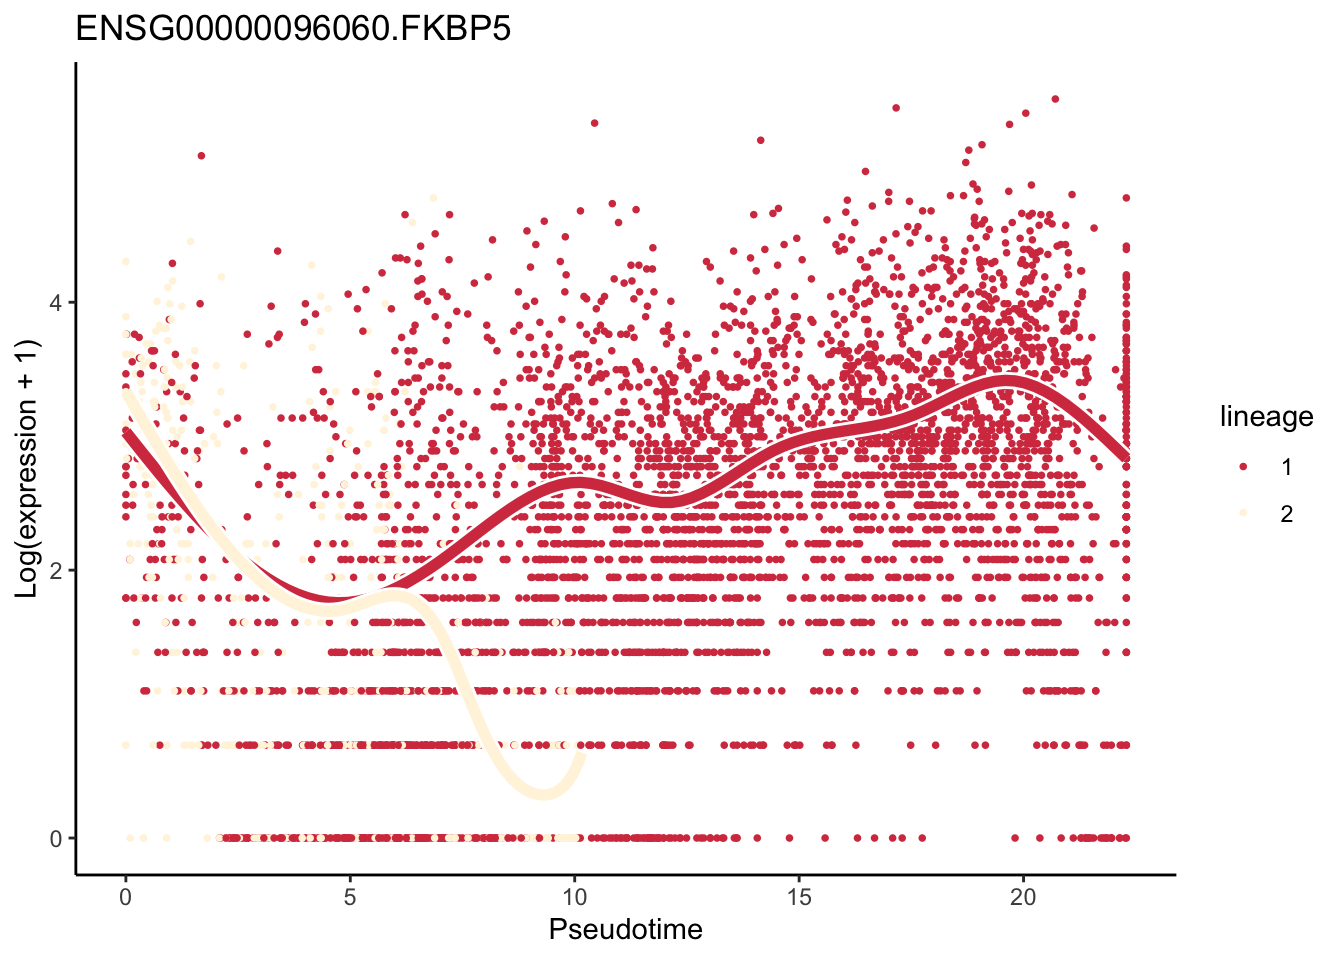 ENSG00000096060.FKBP5
Log(expression + 1)
4
2
0
0
5
10
15
20
Pseudotime
lineage
1
2